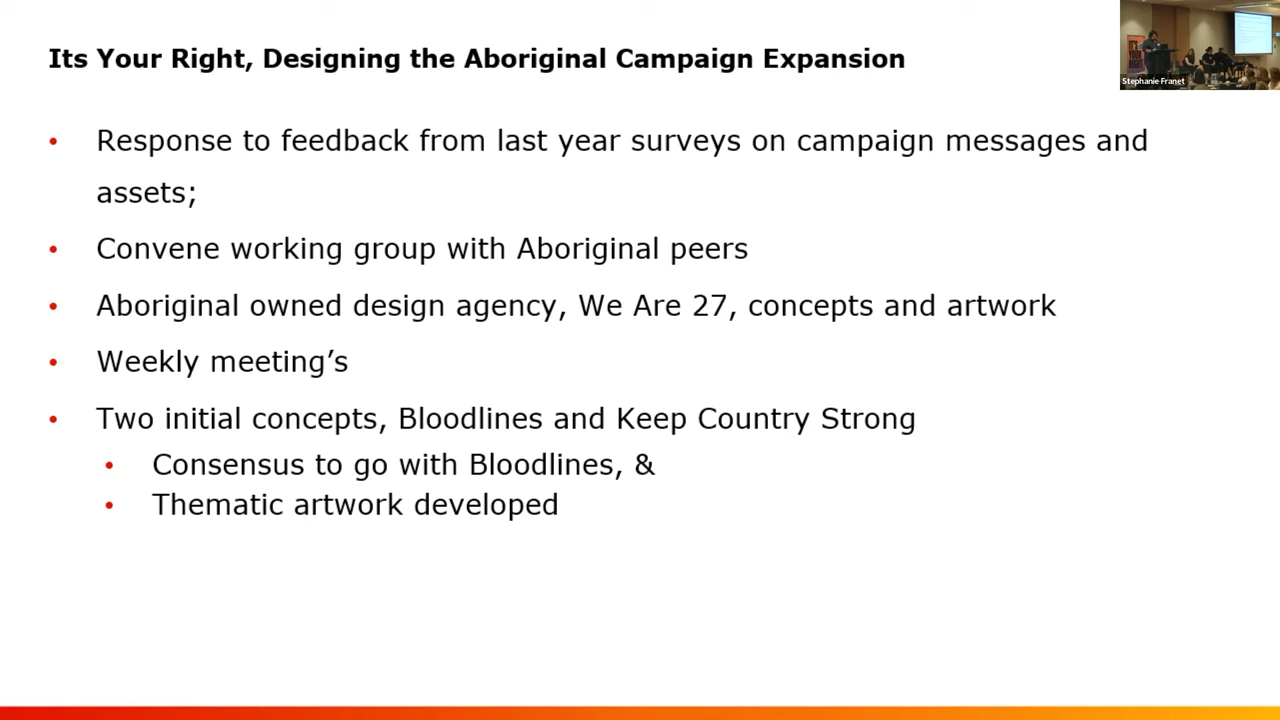 Its Your Right, Designing the Aboriginal Campaign Expansion
Stephanie Franet
• Response to feedback from last year surveys on campaign messages and
assets;
• Convene working group with Aboriginal peers
• Aboriginal owned design agency, We Are 27, concepts and artwork
• Weekly meeting’s
• Two initial concepts, Bloodlines and Keep Country Strong
• Consensus to go with Bloodlines, &
• Thematic artwork developed